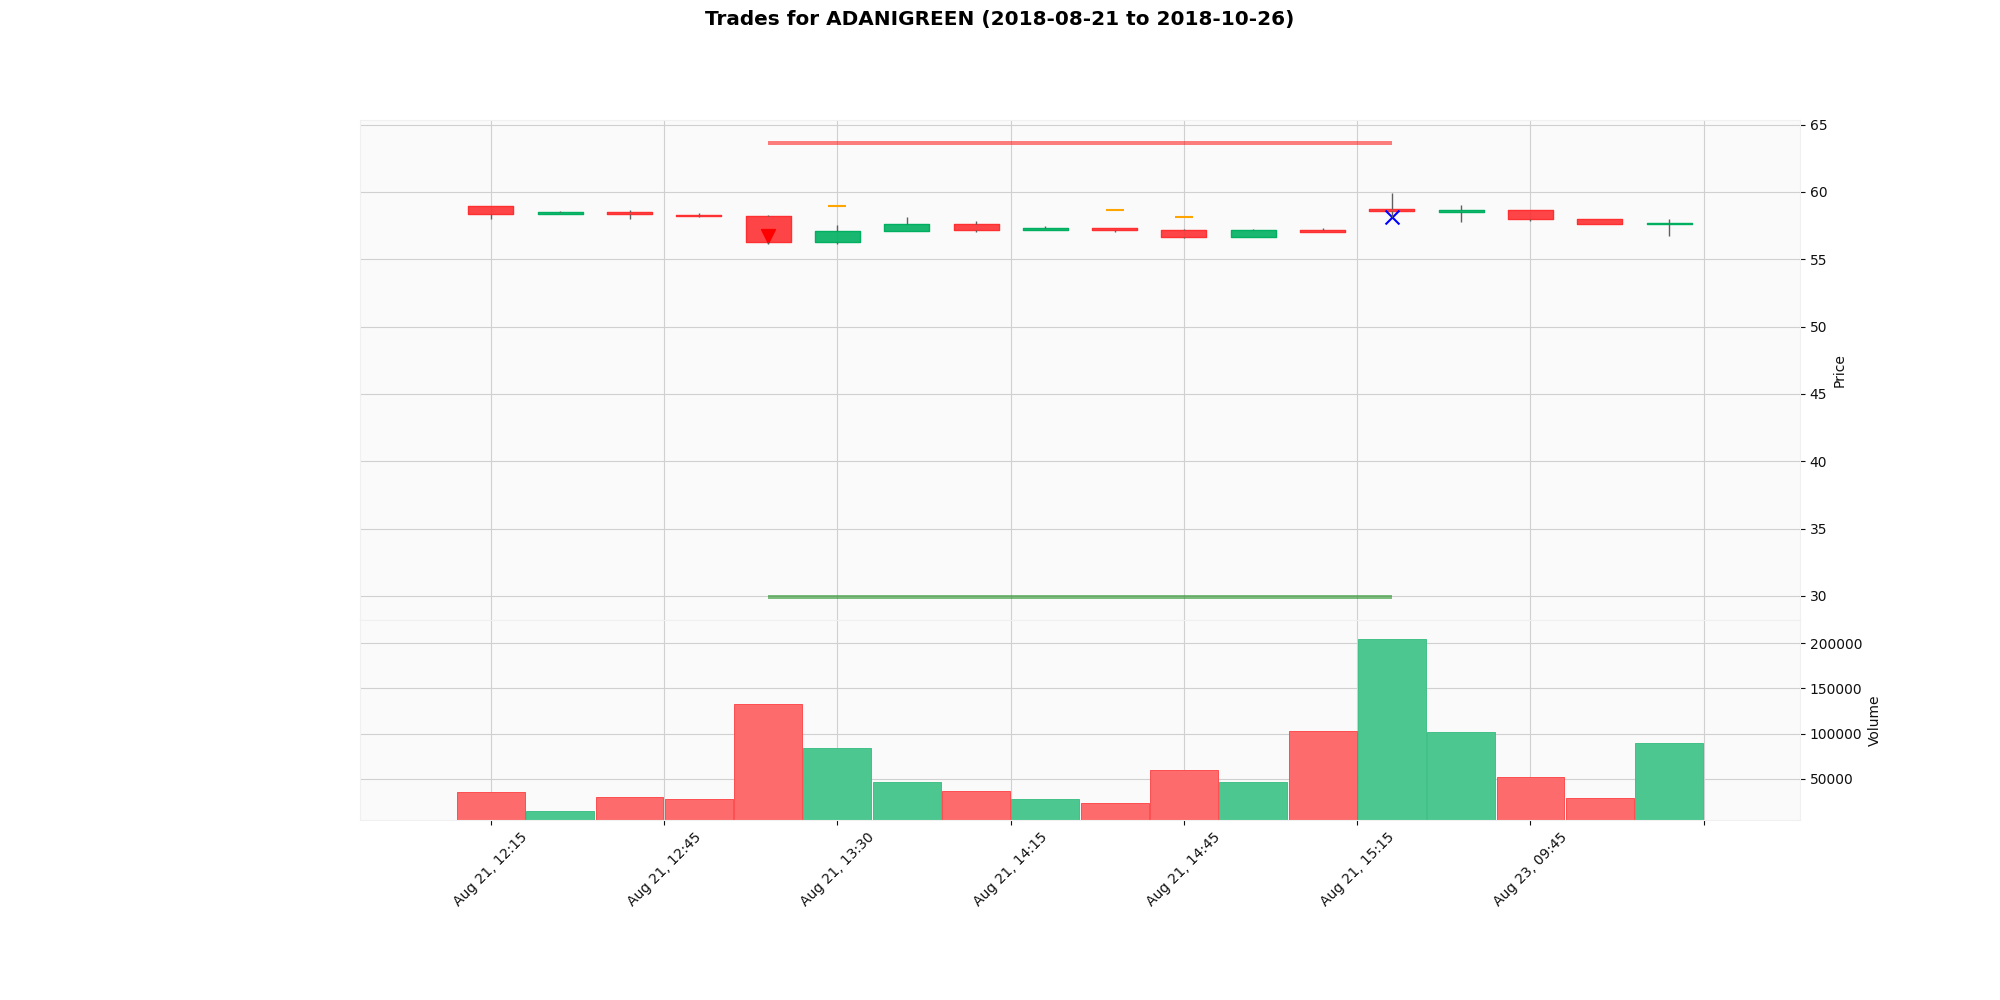 Trades for ADANIGREEN (2018-08-21 to 2018-10-26)
65
60
55
50
45
40
35
30
Price
200000
150000
100000
50000
Volume
Aug 21, 12:15
Aug 21, 12:45
Aug 21, 13:30
Aug 21, 14:15
Aug 21, 14:45
Aug 21, 15:15
Aug 23, 09:45